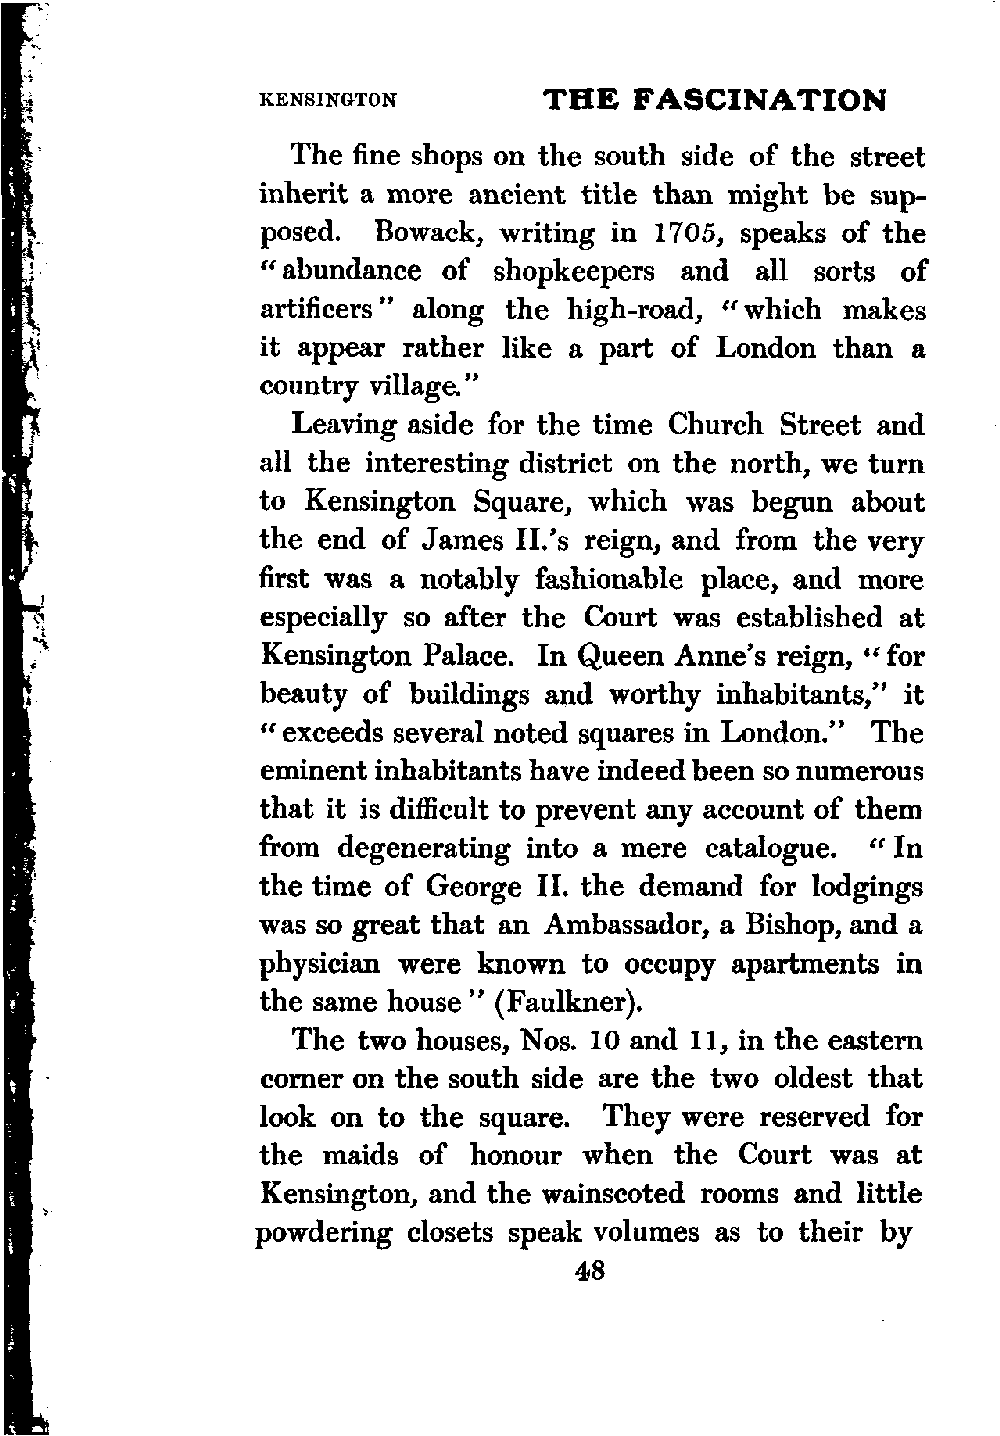 KENSINGTON THE FASCINATION
The fine shops on the south side of the street
inherit a more ancient title than might be sup-
posed. Bowack, writing in 1705, speaks of the
“abundance of shopkeepers and all sorts of
artificers” along the high-road, “which makes
it appear rather like a part of London than a
country village.”
Leaving aside for the time Church Street and
all the interesting district on the north, we turn
to Kensington Square, which was begun about
the end of James II.'s reign, and from the very
first was a notably fashionable place, and more
especially so after the Court was established at
Kensington Palace. In Queen Anne's reign, “for
beauty of buildings and worthy inhabitants,” it
“exceeds several noted squares in London.” The
eminent inhabitants have indeed been so numerous
that it is difficult to prevent any account of them
from degenerating into a mere catalogue. “In
the time of George II. the demand for lodgings
was so great that an Ambassador, a Bishop, and a
physician were known to occupy apartments in
the same house” (Faulkner).
The two houses, Nos. 10 and 11, in the eastern
corner on the south side are the two oldest that
look on to the square. They were reserved for
the maids of honour when the Court was at
Kensington, and the wainscoted rooms and little
powdering closets speak volumes as to their by
48